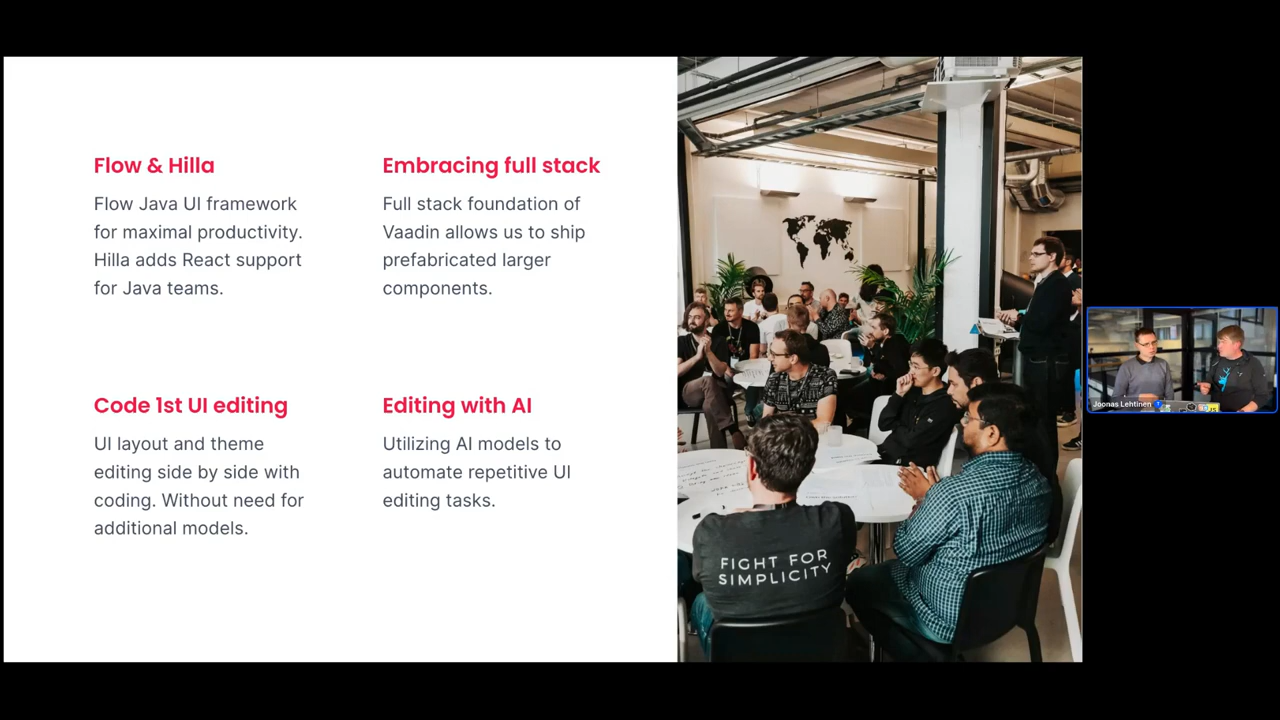 Flow & Hilla
Flow Java UI framework
for maximal productivity.
Hilla adds React support
for Java teams.
Embracing full stack
Full stack foundation of
Vaadin allows us to ship
prefabricated larger
components.
Code 1st UI editing
UI layout and theme
editing side by side with
coding. Without need for
additional models.
Editing with AI
Utilizing AI models to
automate repetitive UI
editing tasks.
FIGHT FOR
SIMPLICITY
Joonas Lehtinen
JS